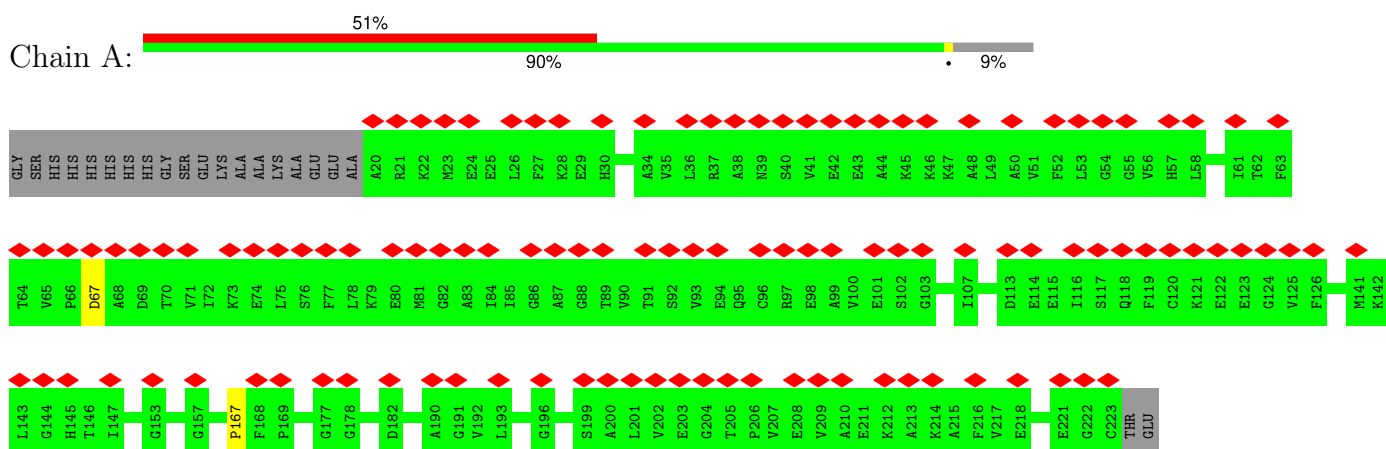 51%
Chain A:
90% • 9%
GLY SER HIS HIS HIS HIS HIS HIS GLY SER GLU LYS ALA ALA LYS ALA GLU GLU ALA A20 R21 K22 M23 E24 E25 L26 F27 K28 E29 H30 A34 V35 L36 R37 A38 N39 S40 V41 E42 E43 A44 K45 K46 K47 A48 L49 A50 V51 F52 L53 G54 G55 V56 H57 L58 I61 T62 F63
T64 V65 P66 D67 A68 D69 T70 V71 I72 K73 E74 L75 S76 F77 L78 K79 E80 M81 G82 A83 I84 I85 G86 A87 G88 T89 V90 T91 S92 V93 E94 Q95 C96 R97 E98 A99 V100 E101 S102 G103 I107 D113 E114 E115 I116 S117 Q118 F119 C120 K121 E122 E123 G124 V125 F126 M141 K142
L143 G144 H145 T146 I147 G153 G157 P167 F168 P169 G177 G178 D182 A190 G191 V192 L193 G196 S199 A200 L201 V202 E203 G204 T205 P206 V207 E208 V209 A210 E211 K212 A213 K214 A215 F216 V217 E218 E221 G222 C223 THR GLU